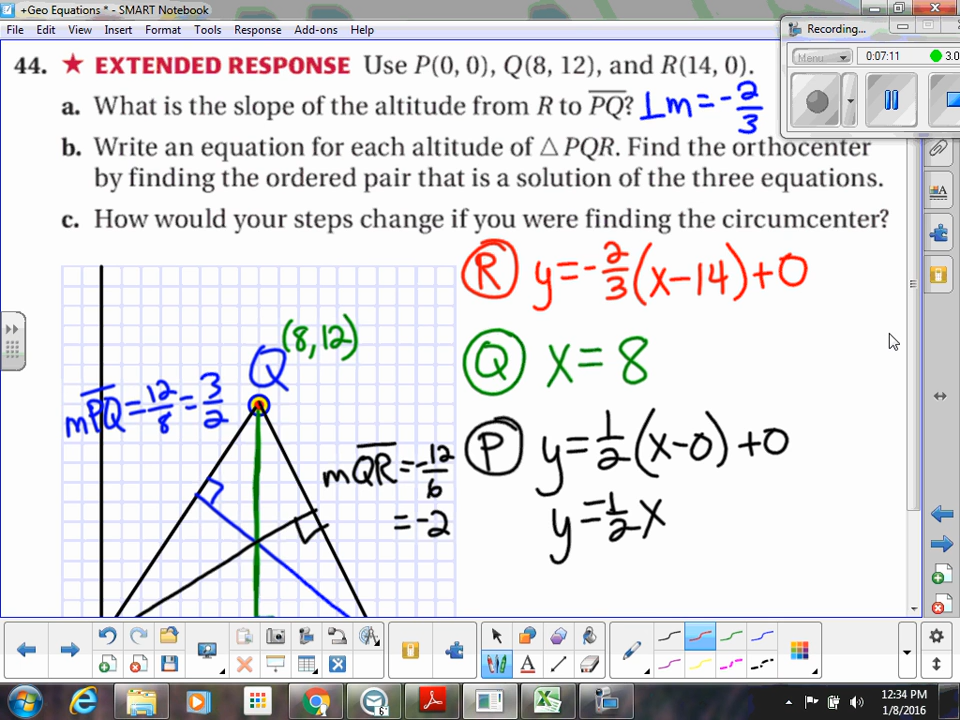 +Geo Equations * - SMART Notebook
File Edit View Insert Format Tools Response Add-ons Help
Recording...
Menu
0:07:11
3.0
44. ★ EXTENDED RESPONSE Use P(0, 0), Q(8, 12), and R(14, 0).
a. What is the slope of the altitude from R to P̅Q̅? ⊥m=-2/3
b. Write an equation for each altitude of △PQR. Find the orthocenter
by finding the ordered pair that is a solution of the three equations.
c. How would your steps change if you were finding the circumcenter?
R y=-2/3(x-14)+0
(8,12)
Q
Q x=8
mP̅Q̅=12/8=3/2
P y=1/2(x-0)+0
mQ̅R̅=-12/6
=-2
y=1/2x
12:34 PM
1/8/2016